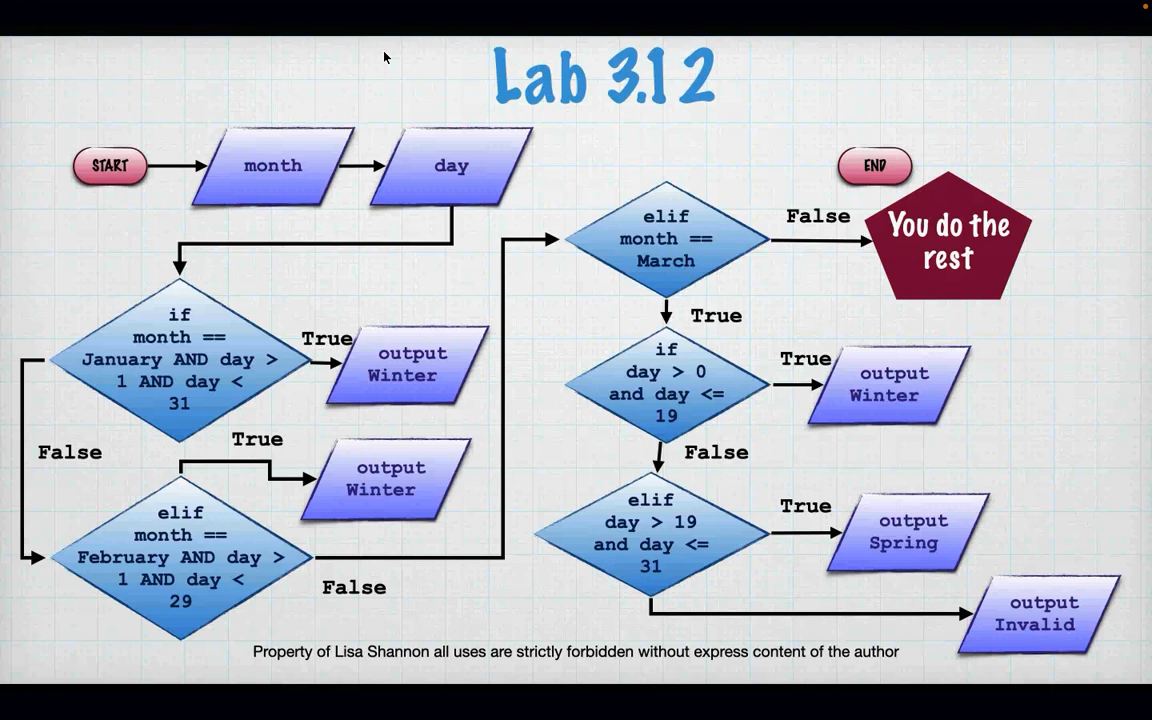 Lab 3.12
START
month
day
if
month ==
January AND day >
1 AND day <
31
True
output
Winter
False
True
output
Winter
elif
month ==
February AND day >
1 AND day <
29
False
elif
month ==
March
False
END
You do the
rest
True
if
day > 0
and day <=
19
True
output
Winter
False
elif
day > 19
and day <=
31
True
output
Spring
output
Invalid
Property of Lisa Shannon all uses are strictly forbidden without express content of the author